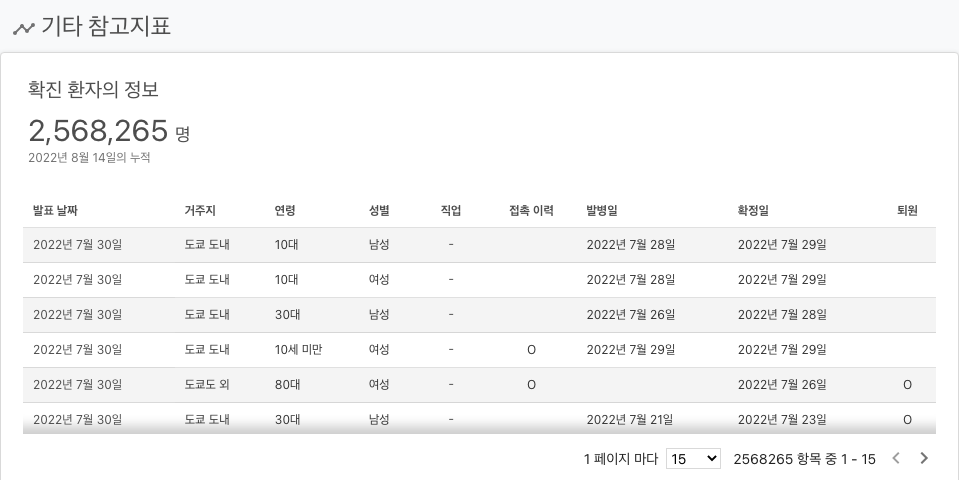 기타 참고지표
확진 환자의 정보
2,568,265 명
2022년 8월 14일의 누적
발표 날짜 거주지 연령 성별 직업 접촉 이력 발병일 확정일 퇴원
2022년 7월 30일 도쿄 도내 10대 남성 - 2022년 7월 28일 2022년 7월 29일
2022년 7월 30일 도쿄 도내 10대 여성 - 2022년 7월 28일 2022년 7월 29일
2022년 7월 30일 도쿄 도내 30대 남성 - 2022년 7월 26일 2022년 7월 28일
2022년 7월 30일 도쿄 도내 10세 미만 여성 - O 2022년 7월 29일 2022년 7월 29일
2022년 7월 30일 도쿄도 외 80대 여성 - O 2022년 7월 26일 O
2022년 7월 30일 도쿄 도내 30대 남성 - 2022년 7월 21일 2022년 7월 23일 O
1 페이지 마다 15 2568265 항목 중 1 - 15